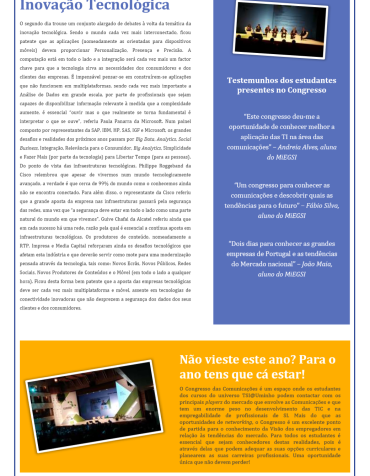 Inovação Tecnológica
O segundo dia trouxe um conjunto alargado de debates à volta da temática da
inovação tecnológica. Sendo o mundo cada vez mais interconectado, ficou
patente que as aplicações (nomeadamente as orientadas para dispositivos
móveis) devem proporcionar Personalização, Presença e Precisão. A
computação está em todo o lado e a integração será cada vez mais um factor
chave para que a tecnologia sirva as necessidades dos consumidores e dos
clientes das empresas. É impensável pensar-se em construírem-se aplicações
que não funcionem em multiplataformas, sendo cada vez mais importante a
Análise de Dados em grande escala, por parte de profissionais que sejam
capazes de disponibilizar informação relevante à medida que a complexidade
aumenta: é essencial "ouvir mas o que realmente se torna fundamental é
interpretar o que se ouve", referiu Paula Panarra da Microsoft. Num painel
composto por representantes da SAP, IBM, HP, SAS, IGF e Microsoft, os grandes
desafios e realidades dos próximos anos passam por Big Data, Analytics, Social
Business; Integração, Relevância para o Consumidor, Big Analytics; Simplicidade
e Fazer Mais (por parte da tecnologia) para Libertar Tempo (para as pessoas).
Do ponto de vista das infraestruturas tecnológicas, Philippe Roggeband da
Cisco relembrou que apesar de vivermos num mundo tecnologicamente
avançado, a verdade é que cerca de 99% do mundo como o conhecemos ainda
não se encontra conectado. Para além disso, o representante da Cisco referiu
que a grande aposta da empresa nas infraestruturas passará pela segurança
das redes, uma vez que "a segurança deve estar em todo o lado como uma parte
natural do mundo em que vivemos". Guive Chafai da Alcatel referiu ainda que
em cada sucesso há uma rede, razão pela qual é essencial o contínuo aposta em
infraestruturas tecnológicas. Os produtores de conteúdo, nomeadamente a
RTP, Impresa e Media Capital reforçaram ainda os desafios tecnológicos que
afetam esta indústria e que deverão servir como mote para uma modernização
pensada através da tecnologia, tais como: Novos Ecrãs, Novos Públicos, Redes
Sociais, Novos Produtores de Conteúdos e o Móvel (em todo o lado a qualquer
hora). Ficou desta forma bem patente que a aposta das empresas tecnológicas
deve ser cada vez mais multiplataforma e móvel, assente em tecnologias de
conectividade inovadoras que não desprezem a segurança dos dados dos seus
clientes e dos consumidores.
Testemunhos dos estudantes
presentes no Congresso
"Este congresso deu-me a
oportunidade de conhecer melhor a
aplicação das TI na área das
comunicações" – Andreia Alves, aluna
do MiEGSI
"Um congresso para conhecer as
comunicações e descobrir quais as
tendências para o futuro" – Fábio Silva,
aluno do MiEGSI
"Dois dias para conhecer as grandes
empresas de Portugal e as tendências
do Mercado nacional" – João Maia,
aluno do MiEGSI
Não vieste este ano? Para o
ano tens que cá estar!
O Congresso das Comunicações é um espaço onde os estudantes
dos cursos do universo TSI@Uminho podem contactar com os
principais players do mercado que envolve as Comunicações e que
tem um enorme peso no desenvolvimento das TIC e na
empregabilidade de profissionais de SI. Mais do que as
oportunidades de networking, o Congresso é um excelente ponto
de partida para o conhecimento da Visão dos empregadores em
relação às tendências do mercado. Para todos os estudantes é
essencial que sejam conhecedores destas realidades, pois é
através delas que podem adequar as suas opções curriculares e
planearem as suas carreiras profissionais. Uma oportunidade
única que não devem perder!